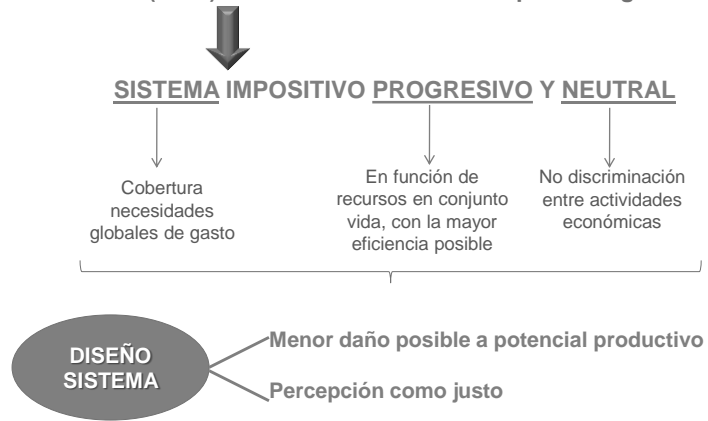 SISTEMA IMPOSITIVO PROGRESIVO Y NEUTRAL
Cobertura
necesidades
globales de gasto
En función de
recursos en conjunto
vida, con la mayor
eficiencia posible
No discriminación
entre actividades
económicas
DISEÑO
SISTEMA
Menor daño posible a potencial productivo
Percepción como justo